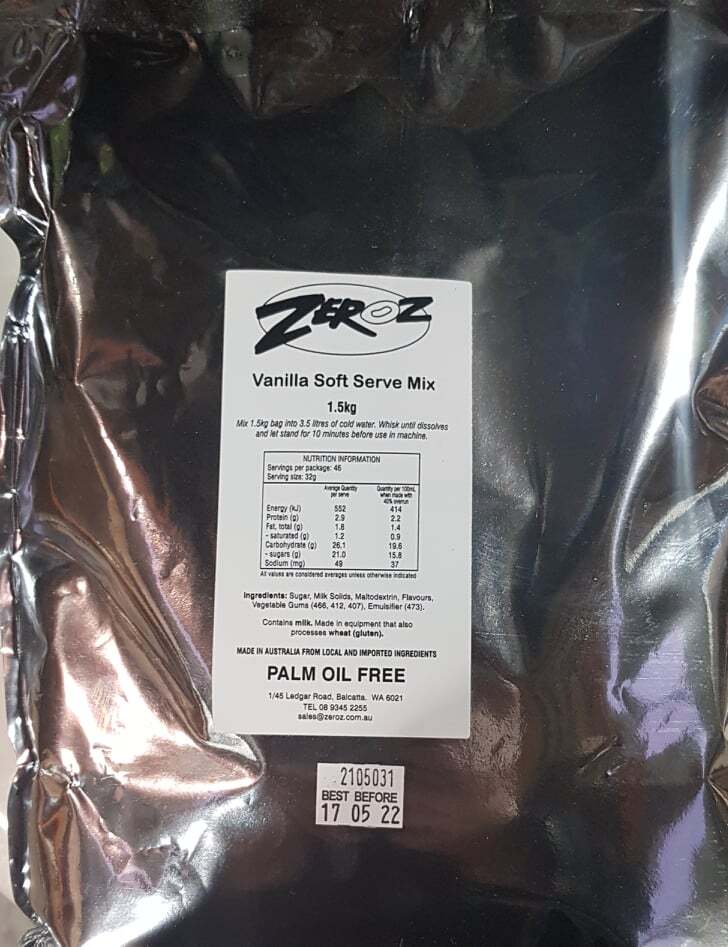 ZEROZ
Vanilla Soft Serve Mix
1.5kg
Mix 1.5kg bag into 3.5 litres of cold water. Whisk until dissolves
and let stand for 10 minutes before use in machine.
NUTRITION INFORMATION
Servings per package: 46
Serving size: 32g
Average Quantity per serve Quantity per 100mL when made with 40% overrun
Energy (kJ) 552 414
Protein (g) 2.9 2.2
Fat, total (g) 1.8 1.4
- saturated (g) 1.2 0.9
Carbohydrate (g) 26.1 19.6
- sugars (g) 21.0 15.8
Sodium (mg) 49 37
All values are considered averages unless otherwise indicated
Ingredients: Sugar, Milk Solids, Maltodextrin, Flavours,
Vegetable Gums (466, 412, 407), Emulsifier (473).
Contains milk. Made in equipment that also
processes wheat (gluten).
MADE IN AUSTRALIA FROM LOCAL AND IMPORTED INGREDIENTS
PALM OIL FREE
1/45 Ledgar Road, Balcatta. WA 6021
TEL 08 9345 2255
sales@zeroz.com.au
2105031
BEST BEFORE
17 05 22